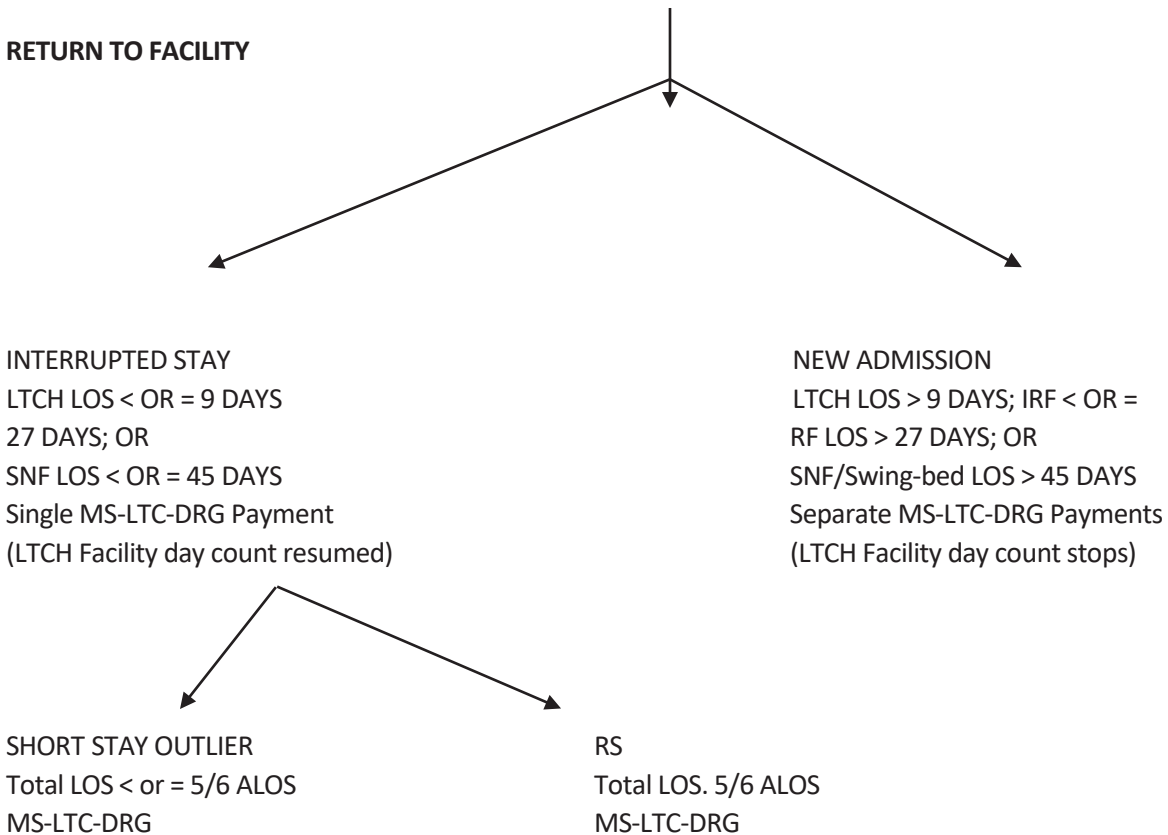 RETURN TO FACILITY
INTERRUPTED STAY
LTCH LOS < OR = 9 DAYS
27 DAYS; OR
SNF LOS < OR = 45 DAYS
Single MS-LTC-DRG Payment
(LTCH Facility day count resumed)
NEW ADMISSION
LTCH LOS > 9 DAYS; IRF < OR =
RF LOS > 27 DAYS; OR
SNF/Swing-bed LOS > 45 DAYS
Separate MS-LTC-DRG Payments
(LTCH Facility day count stops)
SHORT STAY OUTLIER
Total LOS < or = 5/6 ALOS
MS-LTC-DRG
RS
Total LOS. 5/6 ALOS
MS-LTC-DRG